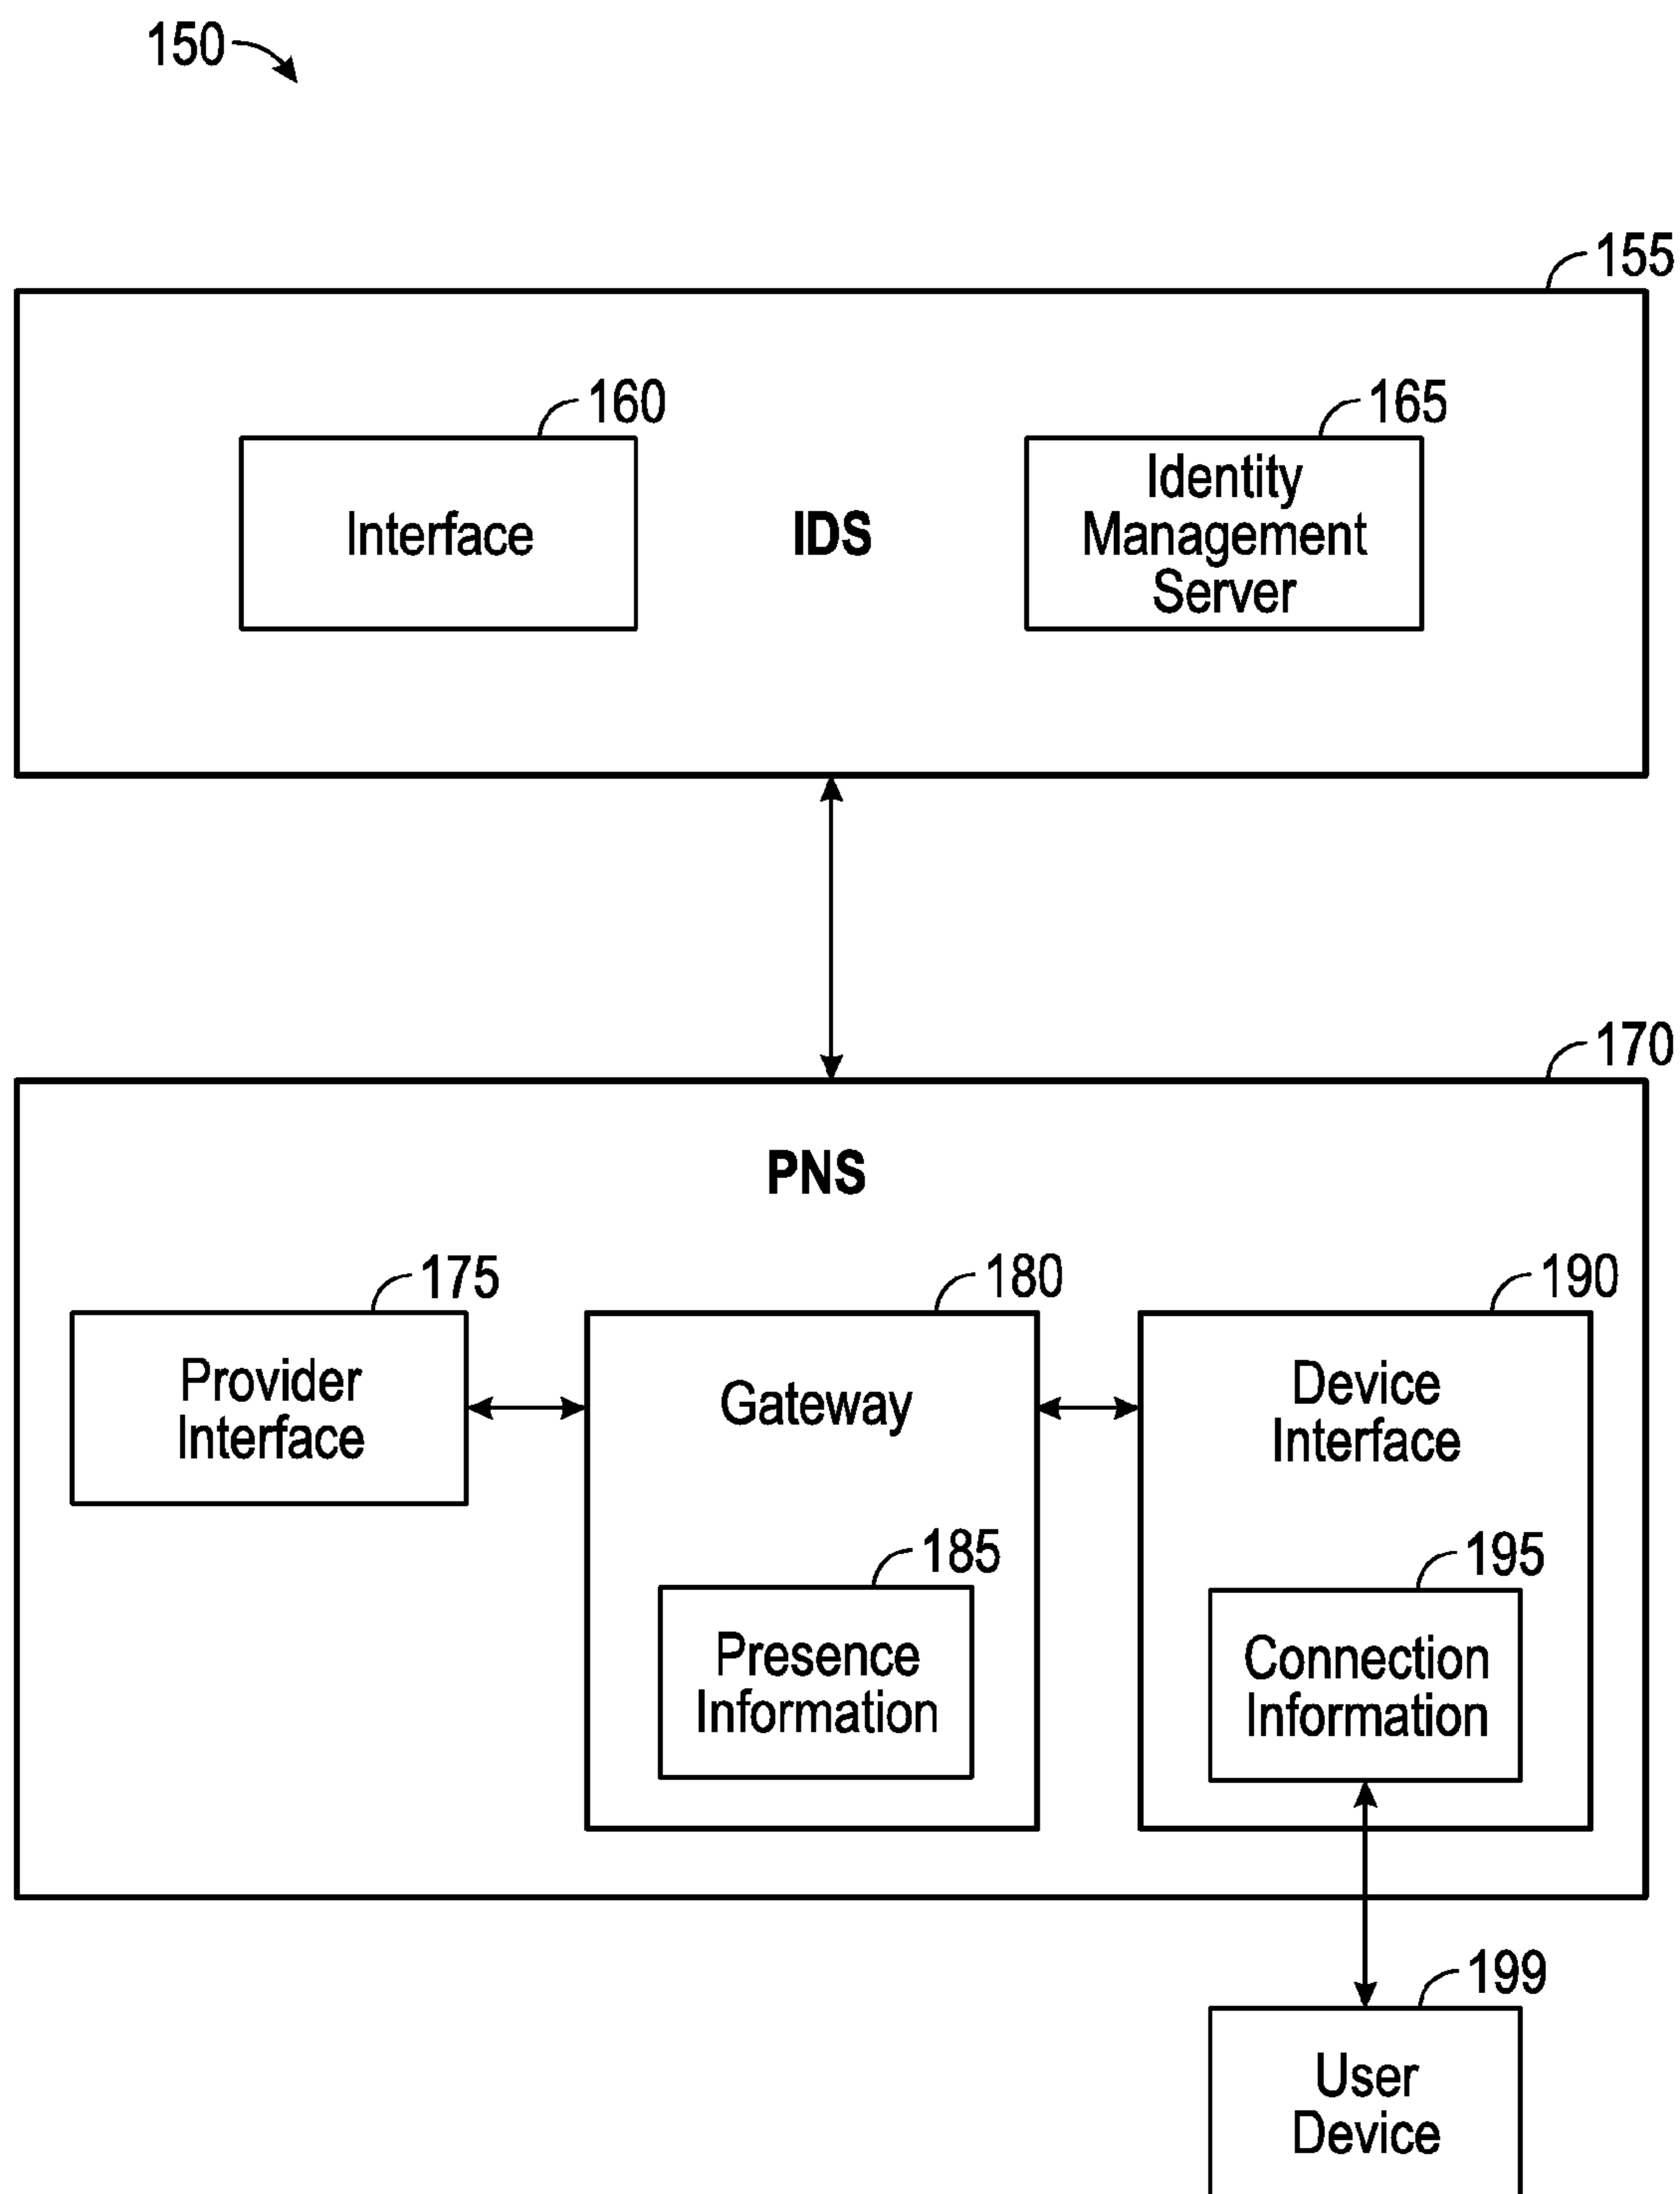 150
155
160
165
Interface
IDS
Identity
Management
Server
170
PNS
175
180
190
Provider
Interface
Gateway
Device
Interface
185
195
Presence
Information
Connection
Information
199
User
Device